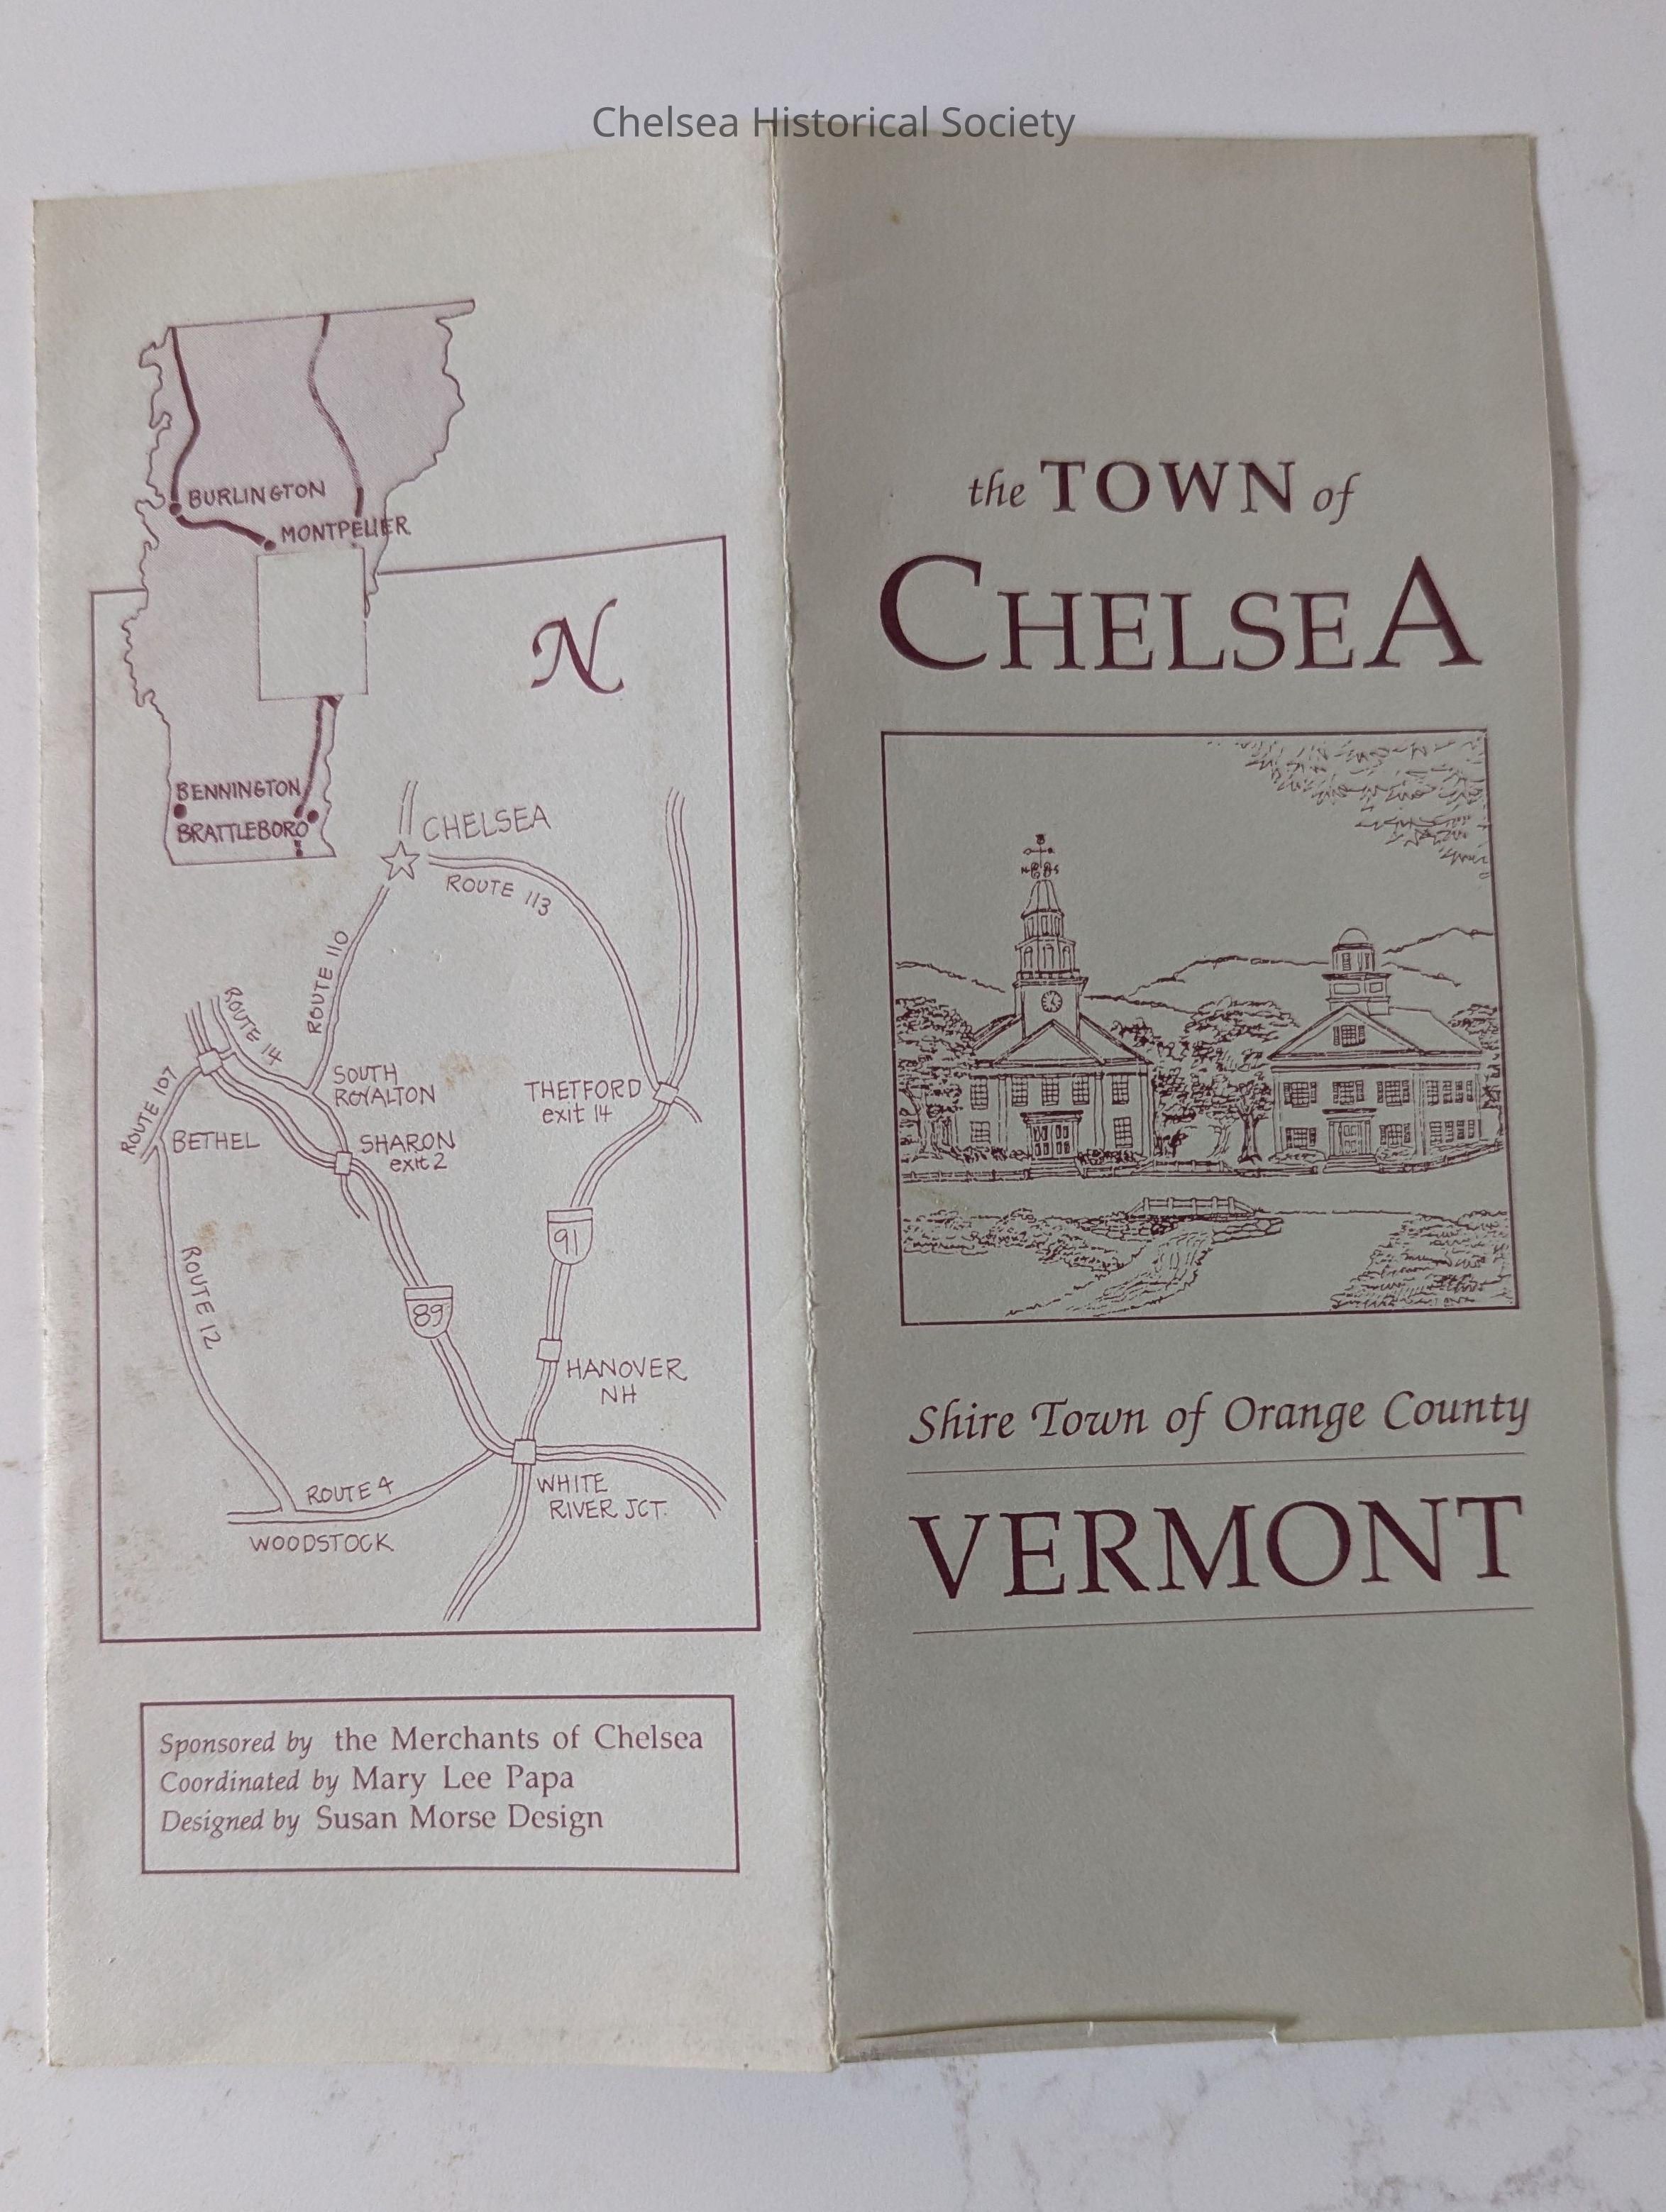 Chelsea Historical Society
BURLINGTON
MONTPELIER
N
BENNINGTON
BRATTLEBORO
CHELSEA
ROUTE 113
ROUTE 110
ROUTE 14
ROUTE 107
SOUTH
ROYALTON
THETFORD
exit 14
BETHEL
SHARON
exit 2
91
ROUTE 12
89
HANOVER
NH
ROUTE 4
WHITE
RIVER JCT.
WOODSTOCK
Sponsored by the Merchants of Chelsea
Coordinated by Mary Lee Papa
Designed by Susan Morse Design
the TOWN of
CHELSEA
N S
Shire Town of Orange County
VERMONT